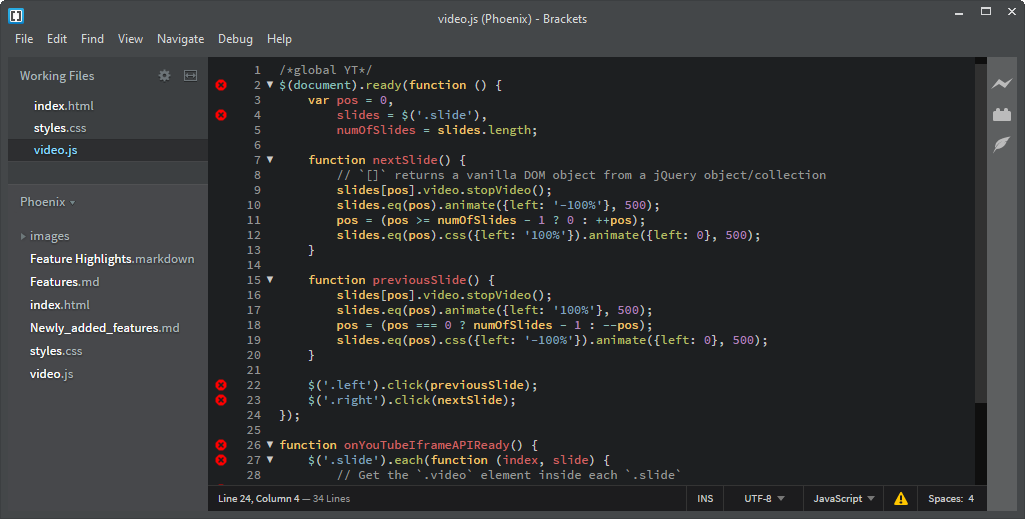 video.js (Phoenix) - Brackets
File Edit Find View Navigate Debug Help
Working Files
index.html
styles.css
video.js
Phoenix
images
Feature Highlights.markdown
Features.md
index.html
Newly_added_features.md
styles.css
video.js
1 /*global YT*/
2 $(document).ready(function () {
3     var pos = 0,
4         slides = $('.slide'),
5         numOfSlides = slides.length;
6
7     function nextSlide() {
8         // `[]` returns a vanilla DOM object from a jQuery object/collection
9         slides[pos].video.stopVideo();
10         slides.eq(pos).animate({left: '-100%'}, 500);
11         pos = (pos >= numOfSlides - 1 ? 0 : ++pos);
12         slides.eq(pos).css({left: '100%'}).animate({left: 0}, 500);
13     }
14
15     function previousSlide() {
16         slides[pos].video.stopVideo();
17         slides.eq(pos).animate({left: '100%'}, 500);
18         pos = (pos === 0 ? numOfSlides - 1 : --pos);
19         slides.eq(pos).css({left: '-100%'}).animate({left: 0}, 500);
20     }
21
22     $('.left').click(previousSlide);
23     $('.right').click(nextSlide);
24 });
25
26 function onYouTubeIframeAPIReady() {
27     $('.slide').each(function (index, slide) {
28         // Get the `.video` element inside each `.slide`
Line 24, Column 4 — 34 Lines INS UTF-8 JavaScript Spaces: 4